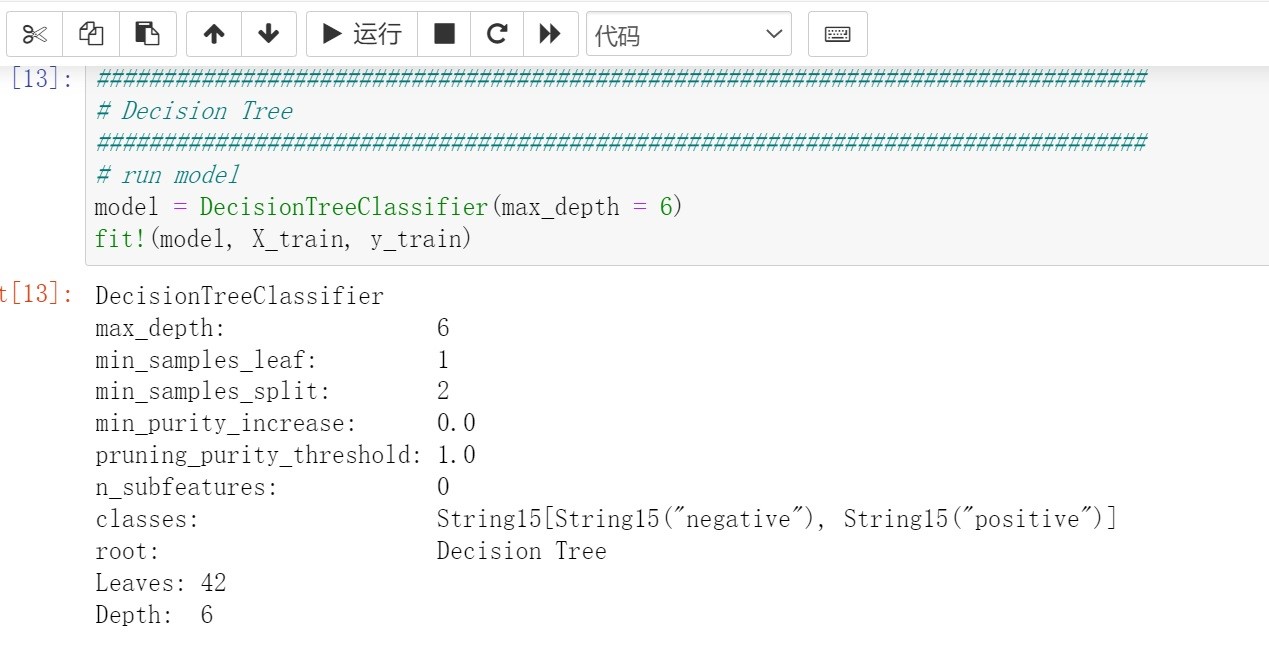 运行 代码
[13]: ################################################################################
# Decision Tree
################################################################################
# run model
model = DecisionTreeClassifier(max_depth = 6)
fit!(model, X_train, y_train)
t[13]: DecisionTreeClassifier
max_depth: 6
min_samples_leaf: 1
min_samples_split: 2
min_purity_increase: 0.0
pruning_purity_threshold: 1.0
n_subfeatures: 0
classes: String15[String15("negative"), String15("positive")]
root: Decision Tree
Leaves: 42
Depth: 6